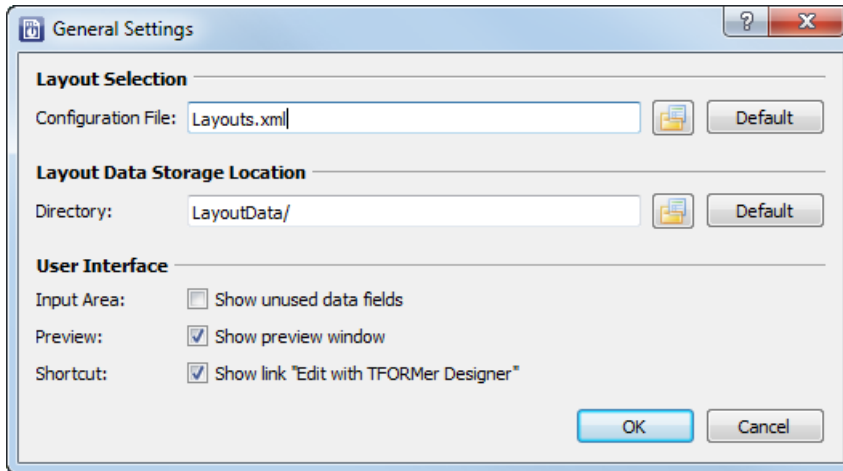 General Settings
Layout Selection
Configuration File: Layouts.xml Default
Layout Data Storage Location
Directory: LayoutData/ Default
User Interface
Input Area: Show unused data fields
Preview: Show preview window
Shortcut: Show link "Edit with TFORMer Designer"
OK Cancel